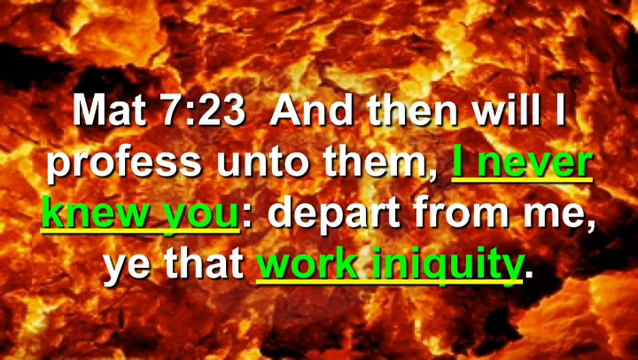 Mat 7:23 And then will I
profess unto them, I never
knew you: depart from me,
ye that work iniquity.